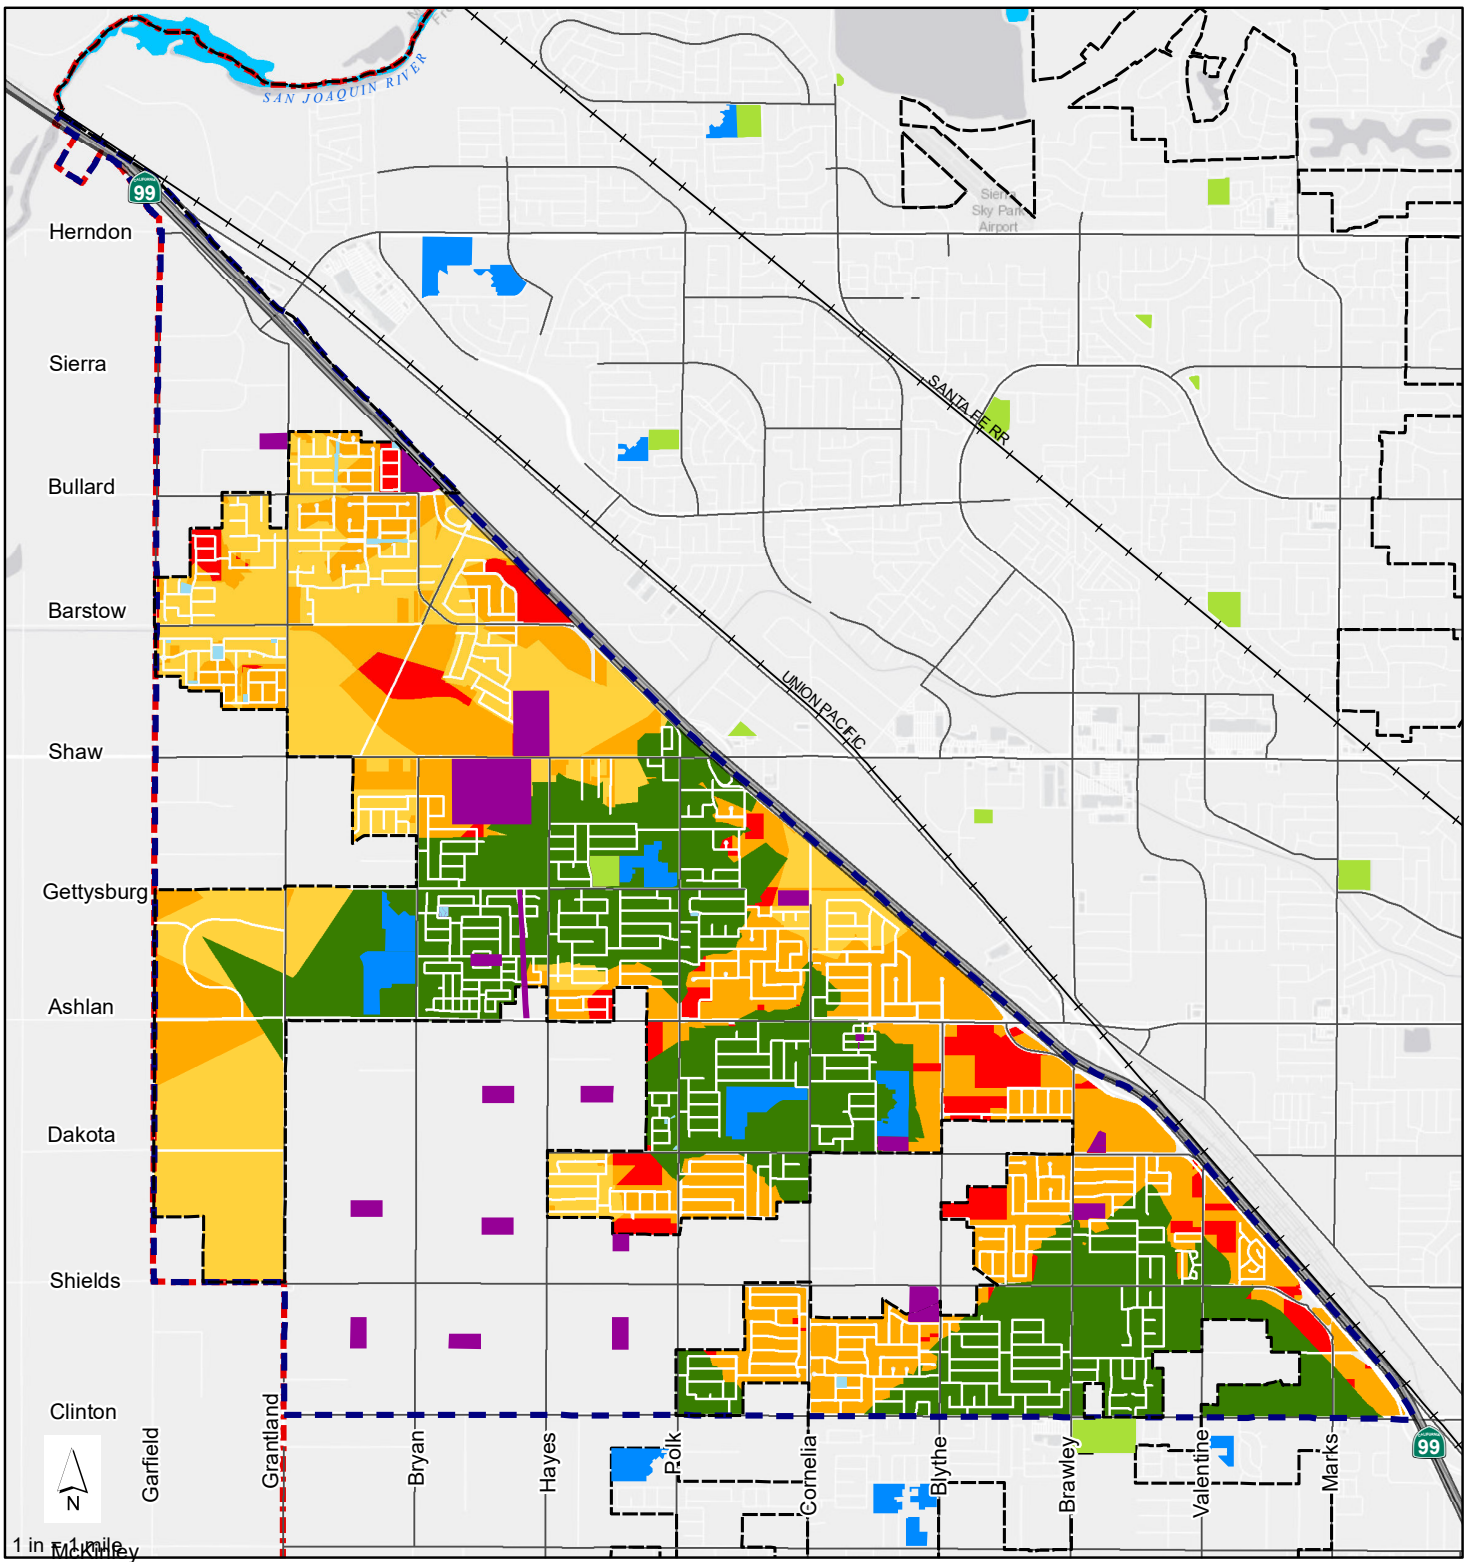 SAN JOAQUIN RIVER
CALIFORNIA
99
Sierra
Sky Park
Airport
Herndon
Sierra
SANTA FE RR
Bullard
Barstow
UNION PACIFIC
Shaw
Gettysburg
Ashlan
Dakota
Shields
Clinton
Garfield
Grantland
Bryan
Hayes
Polk
Cornelia
Blythe
Brawley
Valentine
Marks
CALIFORNIA
99
N
1 in = 1 mile
McKinley